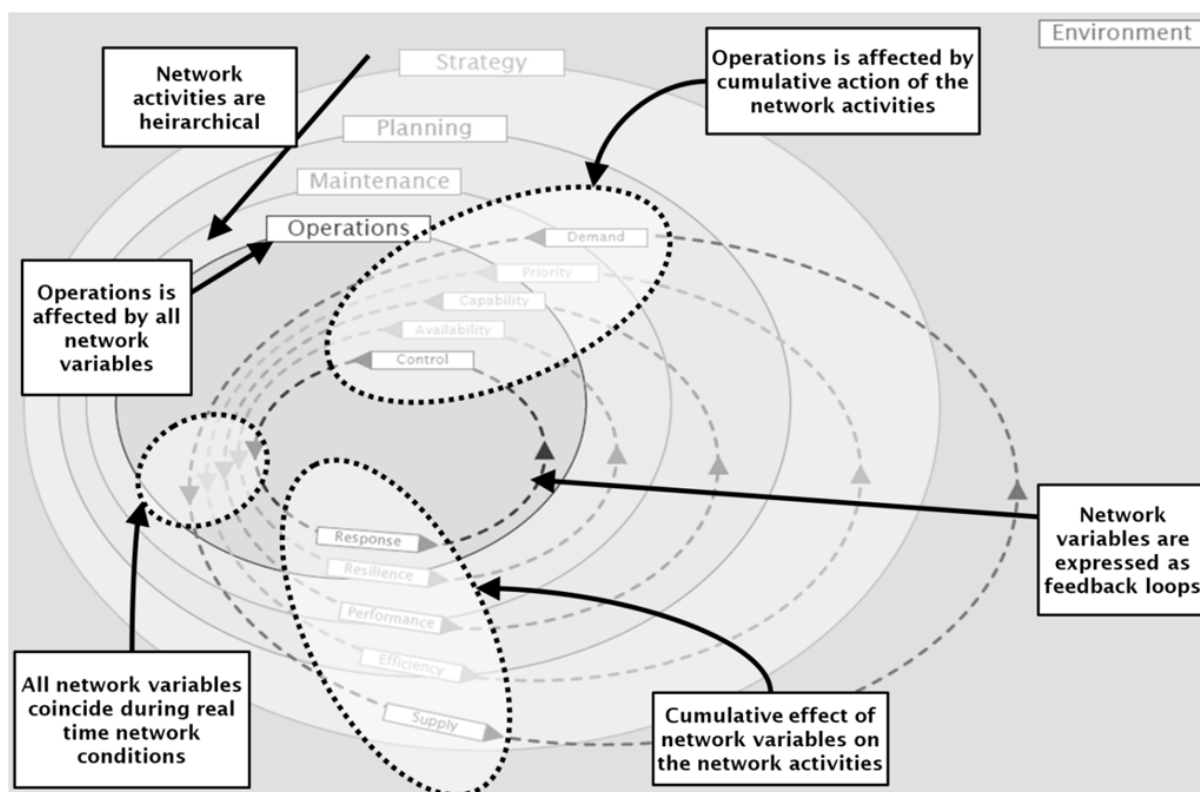 Environment
Strategy
Network
activities are
heirarchical
Operations is affected by
cumulative action of the
network activities
Planning
Maintenance
Operations
Demand
Priority
Capability
Availability
Control
Operations is
affected by all
network
variables
Response
Resilience
Performance
Efficiency
Supply
Network
variables are
expressed as
feedback loops
All network variables
coincide during real
time network
conditions
Cumulative effect of
network variables on
the network activities